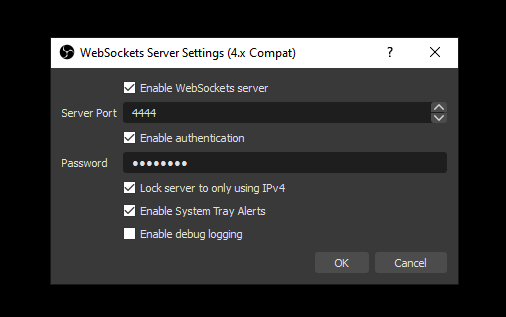 WebSockets Server Settings (4.x Compat)
?
Enable WebSockets server
Server Port 4444
Enable authentication
Password ●●●●●●●●
Lock server to only using IPv4
Enable System Tray Alerts
Enable debug logging
OK Cancel